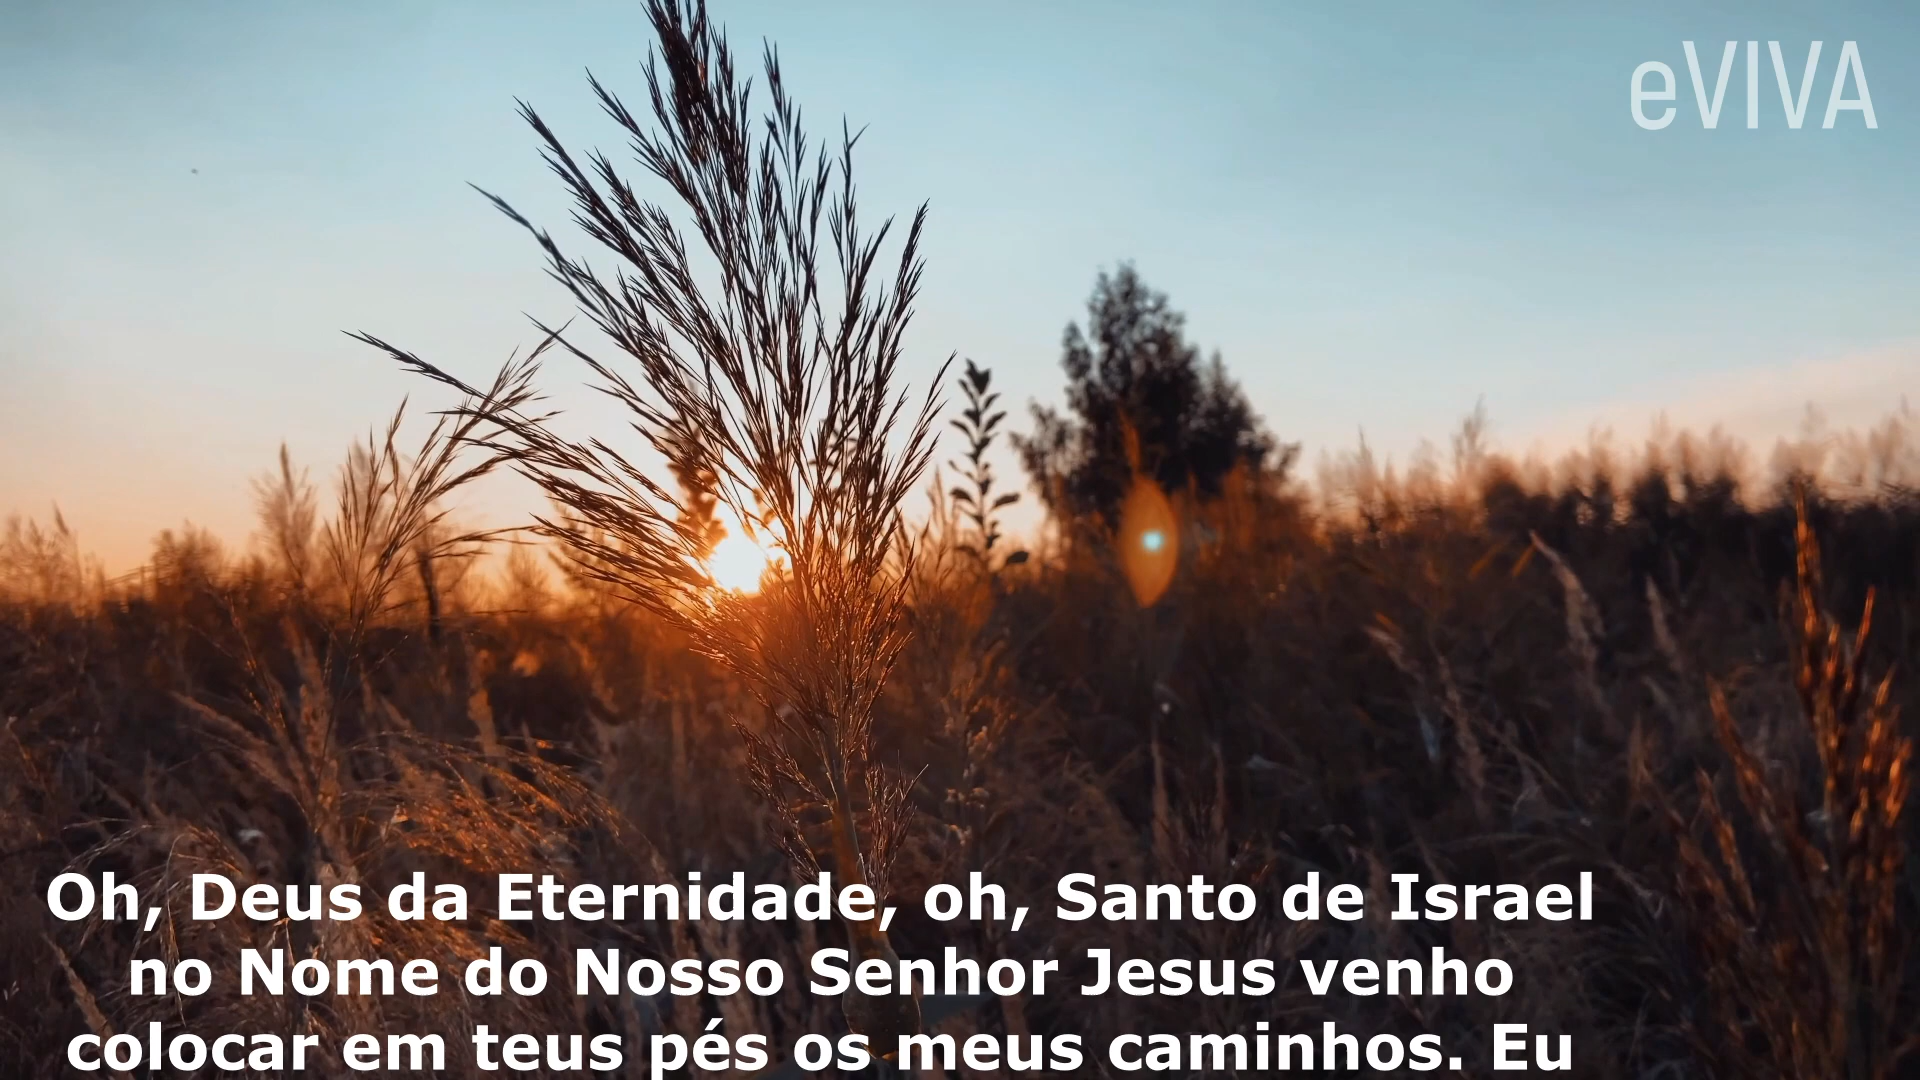 eVIVA
Oh, Deus da Eternidade, oh, Santo de Israel
no Nome do Nosso Senhor Jesus venho
colocar em teus pés os meus caminhos. Eu